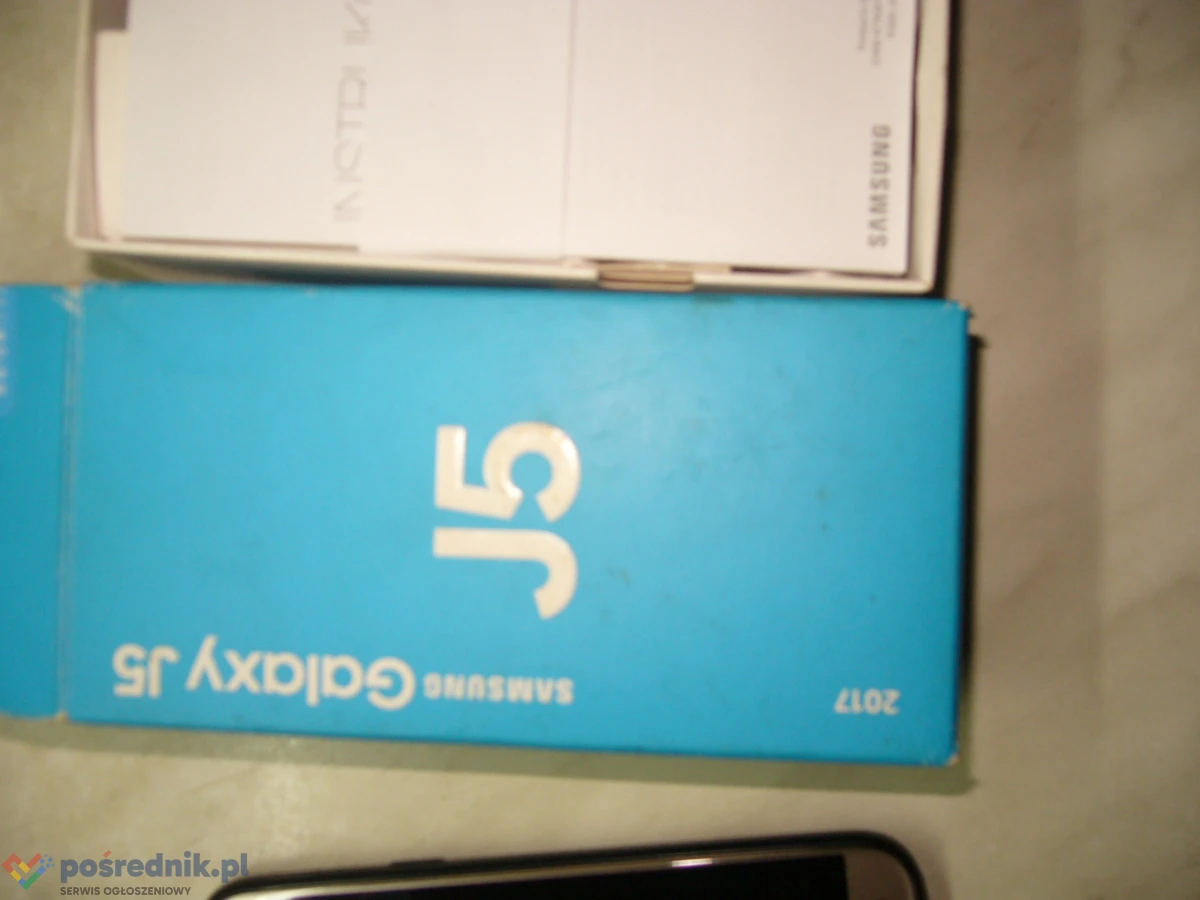 SAMSUNG
J5
SAMSUNG Galaxy J5
2017
pośrednik.pl
SERWIS OGŁOSZENIOWY